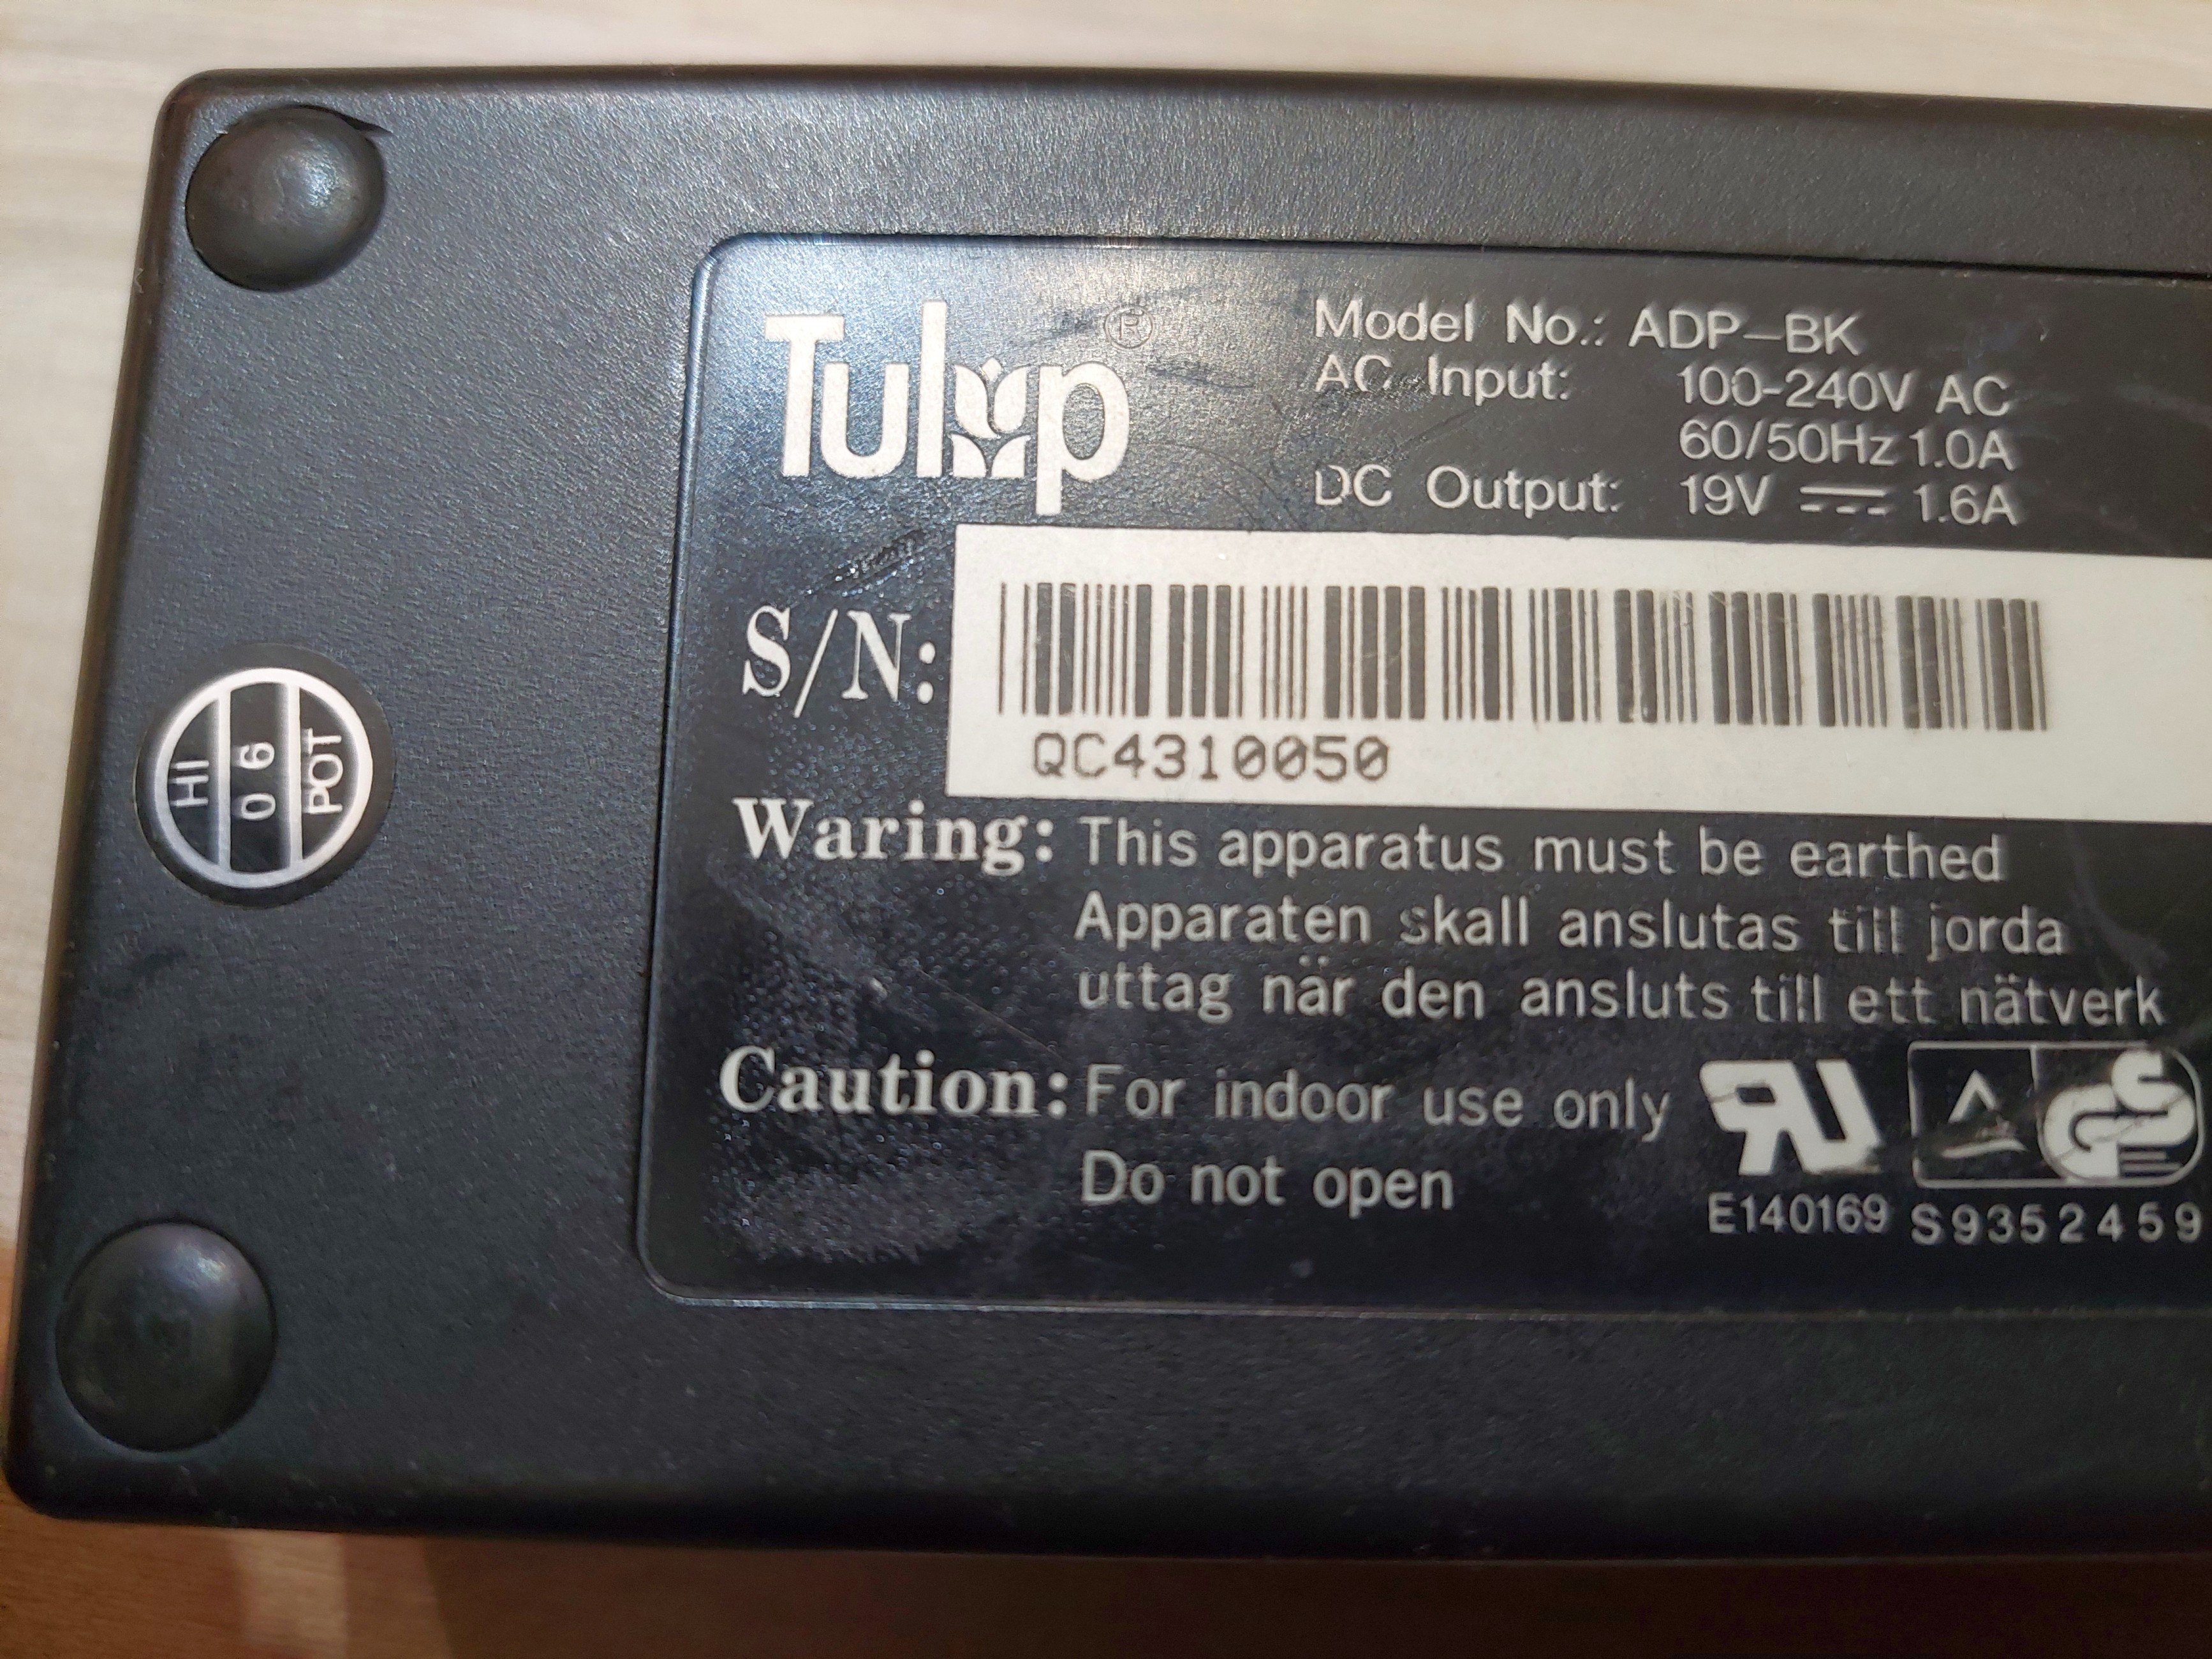 Tulip®
Model No.: ADP-BK
AC Input: 100-240V AC
60/50Hz 1.0A
DC Output: 19V ⎓ 1.6A
S/N:
QC4310050
HI
06
POT
Waring: This apparatus must be earthed
Apparaten skall anslutas till jorda
uttag när den ansluts till ett nätverk
Caution: For indoor use only
Do not open
RU
GS
E140169 S9352459